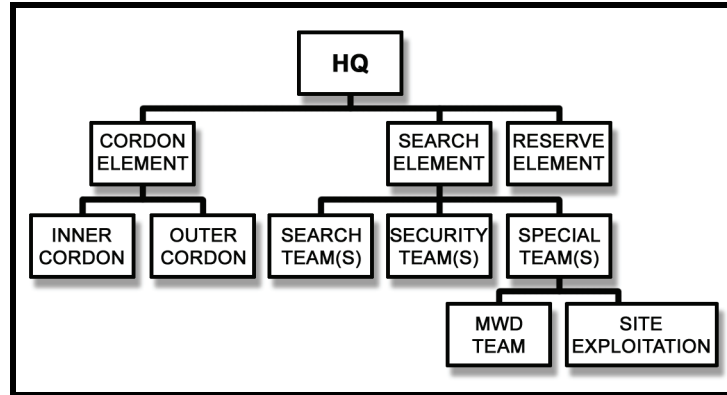 HQ
CORDON
ELEMENT
SEARCH
ELEMENT
RESERVE
ELEMENT
INNER
CORDON
OUTER
CORDON
SEARCH
TEAM(S)
SECURITY
TEAM(S)
SPECIAL
TEAM(S)
MWD
TEAM
SITE
EXPLOITATION